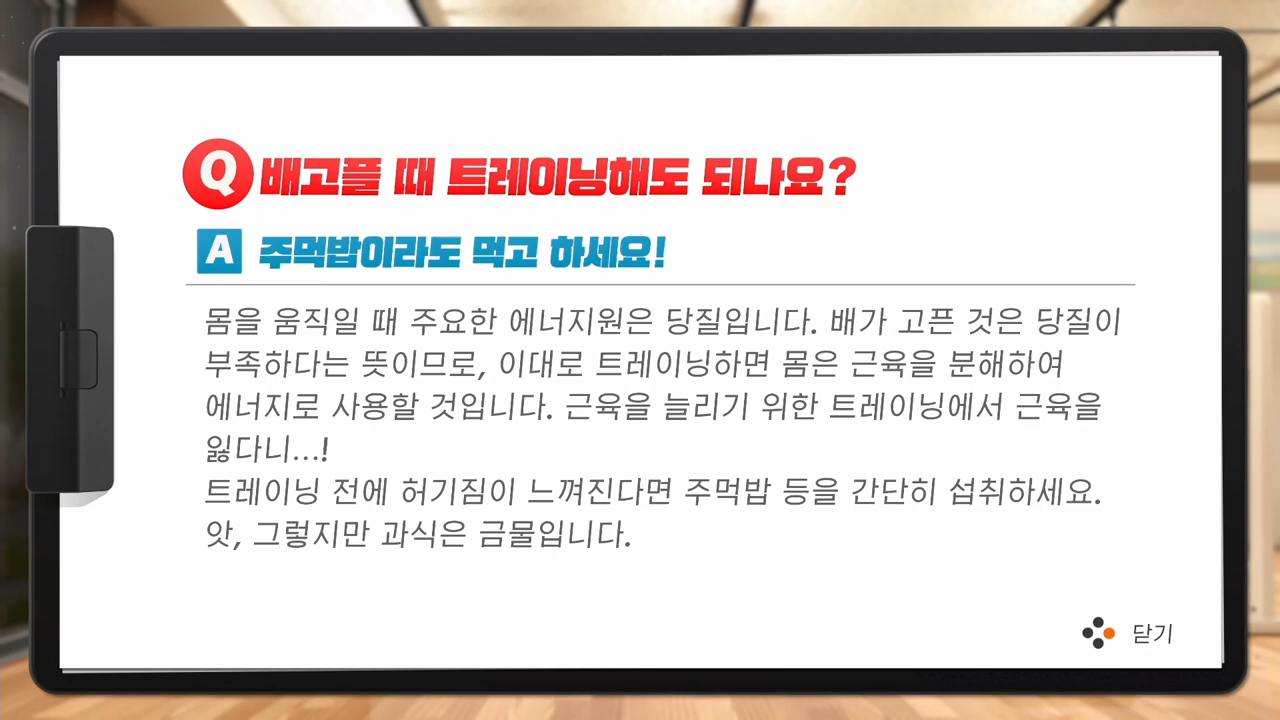 Q 배고플 때 트레이닝해도 되나요?
A 주먹밥이라도 먹고 하세요!
몸을 움직일 때 주요한 에너지원은 당질입니다. 배가 고픈 것은 당질이
부족하다는 뜻이므로, 이대로 트레이닝하면 몸은 근육을 분해하여
에너지로 사용할 것입니다. 근육을 늘리기 위한 트레이닝에서 근육을
잃다니...!
트레이닝 전에 허기짐이 느껴진다면 주먹밥 등을 간단히 섭취하세요.
앗, 그렇지만 과식은 금물입니다.
닫기